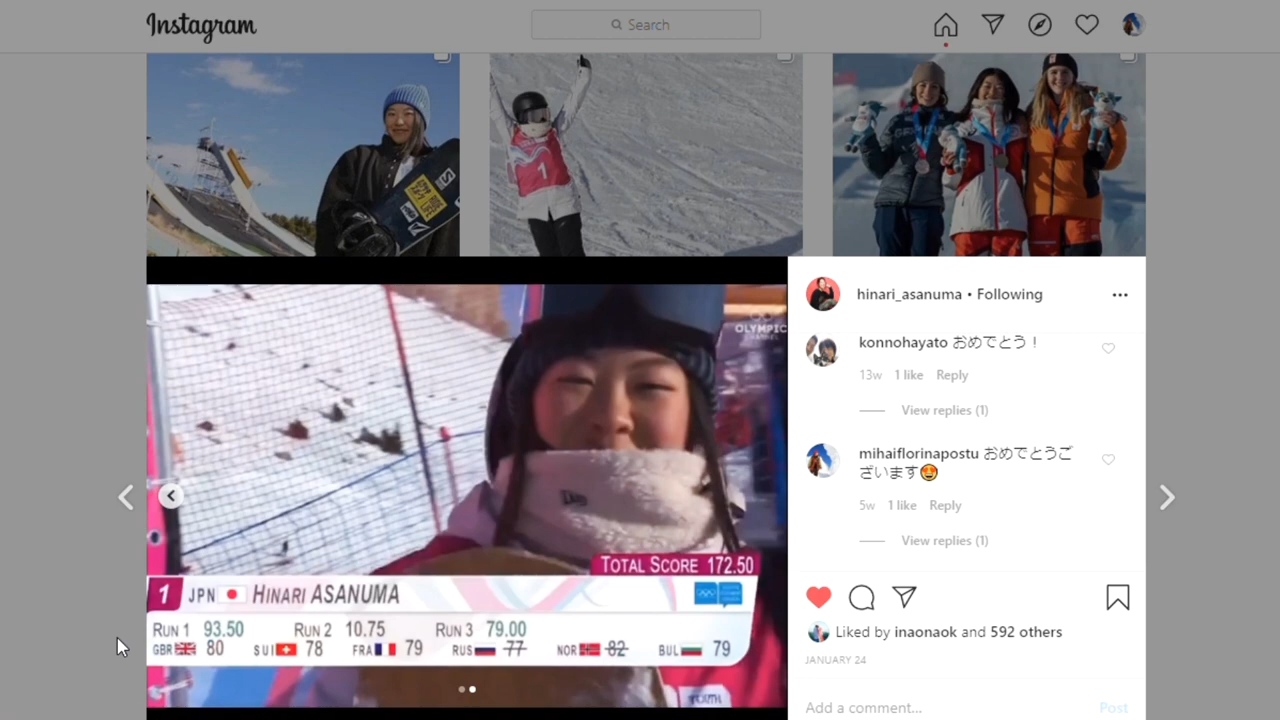 Instagram
Search
hinari_asanuma • Following
konnohayato おめでとう！
13w 1 like Reply
View replies (1)
mihaiflorinapostu おめでとうご
ざいます🤩
5w 1 like Reply
View replies (1)
Liked by inaonaok and 592 others
JANUARY 24
Add a comment... Post
OLYMPIC
CHANNEL
TOTAL SCORE 172.50
1 JPN HINARI ASANUMA
RUN 1 93.50 RUN 2 10.75 RUN 3 79.00
GBR 80 SUI 78 FRA 79 RUS 77 NOR 82 BUL 79
1